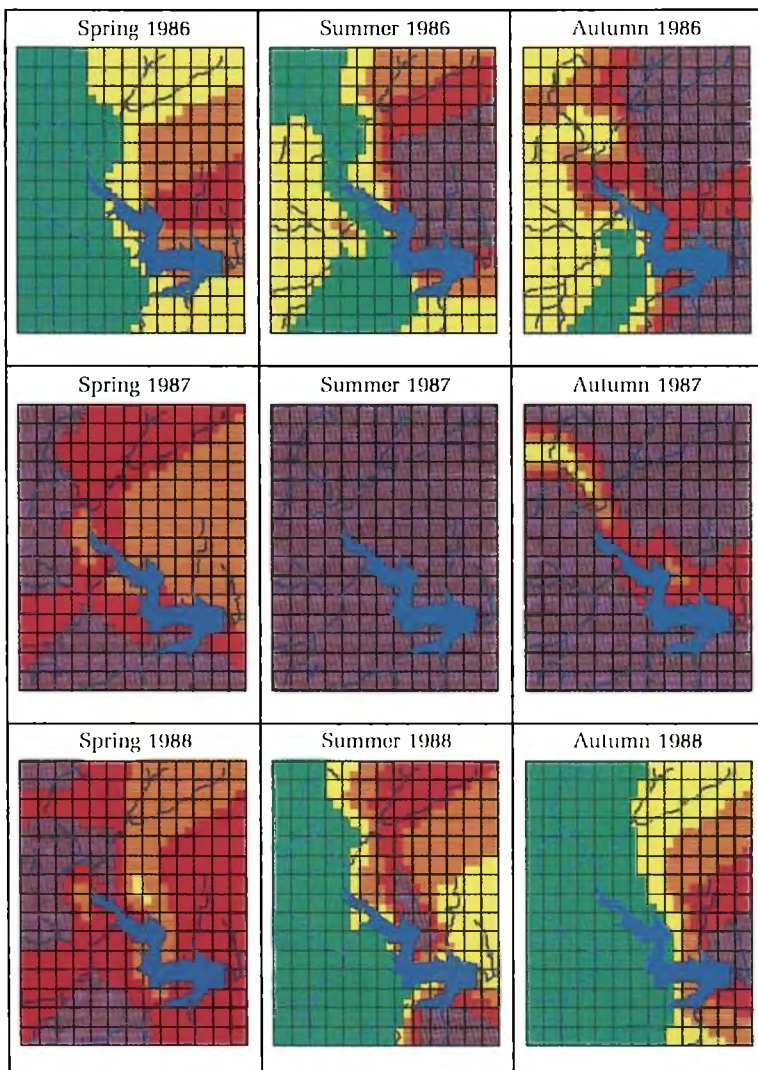 Spring 1986
Summer 1986
Autumn 1986
Spring 1987
Summer 1987
Autumn 1987
Spring 1988
Summer 1988
Autumn 1988